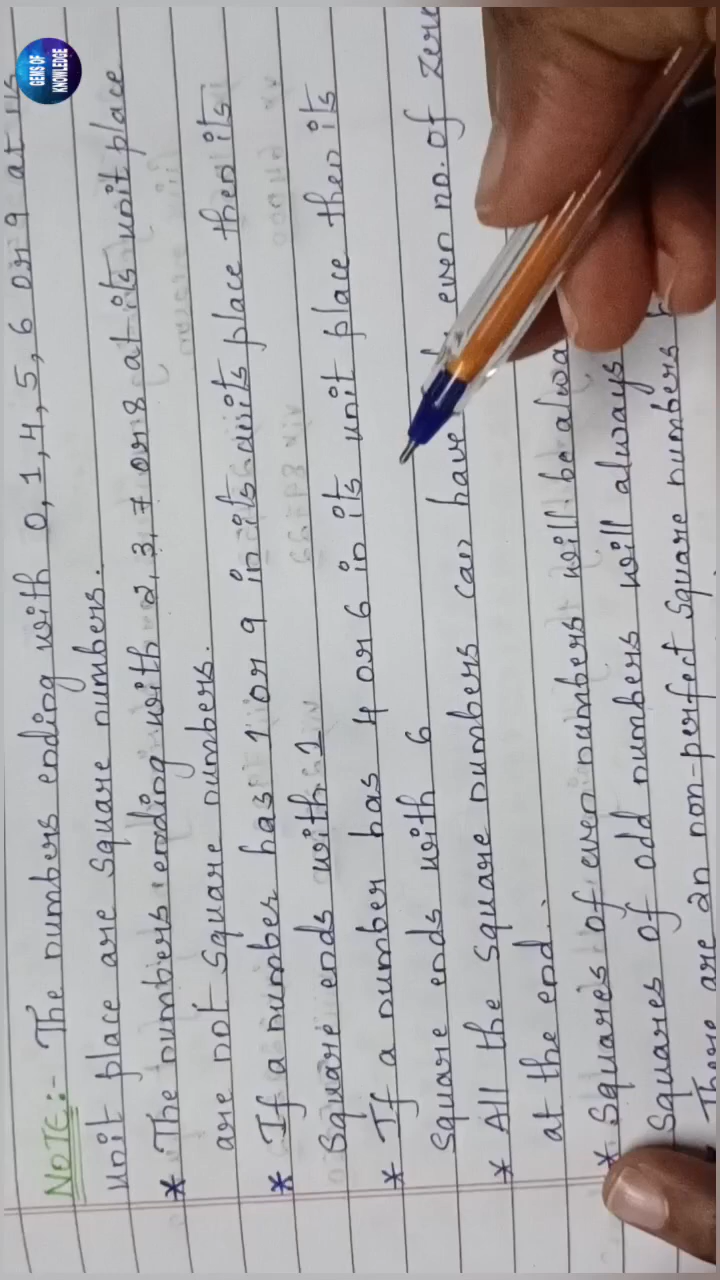 GEMS OF
KNOWLEDGE
NOTE:- The numbers ending with 0, 1, 4, 5, 6 or 9 at its
unit place are square numbers.
* The numbers ending with 2, 3, 7 or 8 at its unit place
are not square numbers.
* If a number has 1 or 9 in its units place then its
square ends with 1
* If a number has 4 or 6 in its unit place then its
square ends with 6
* All the square numbers can have even no. of zero
at the end.
* Squares of even numbers will be alwa
Squares of odd numbers will always
There are 2n non-perfect square numbers